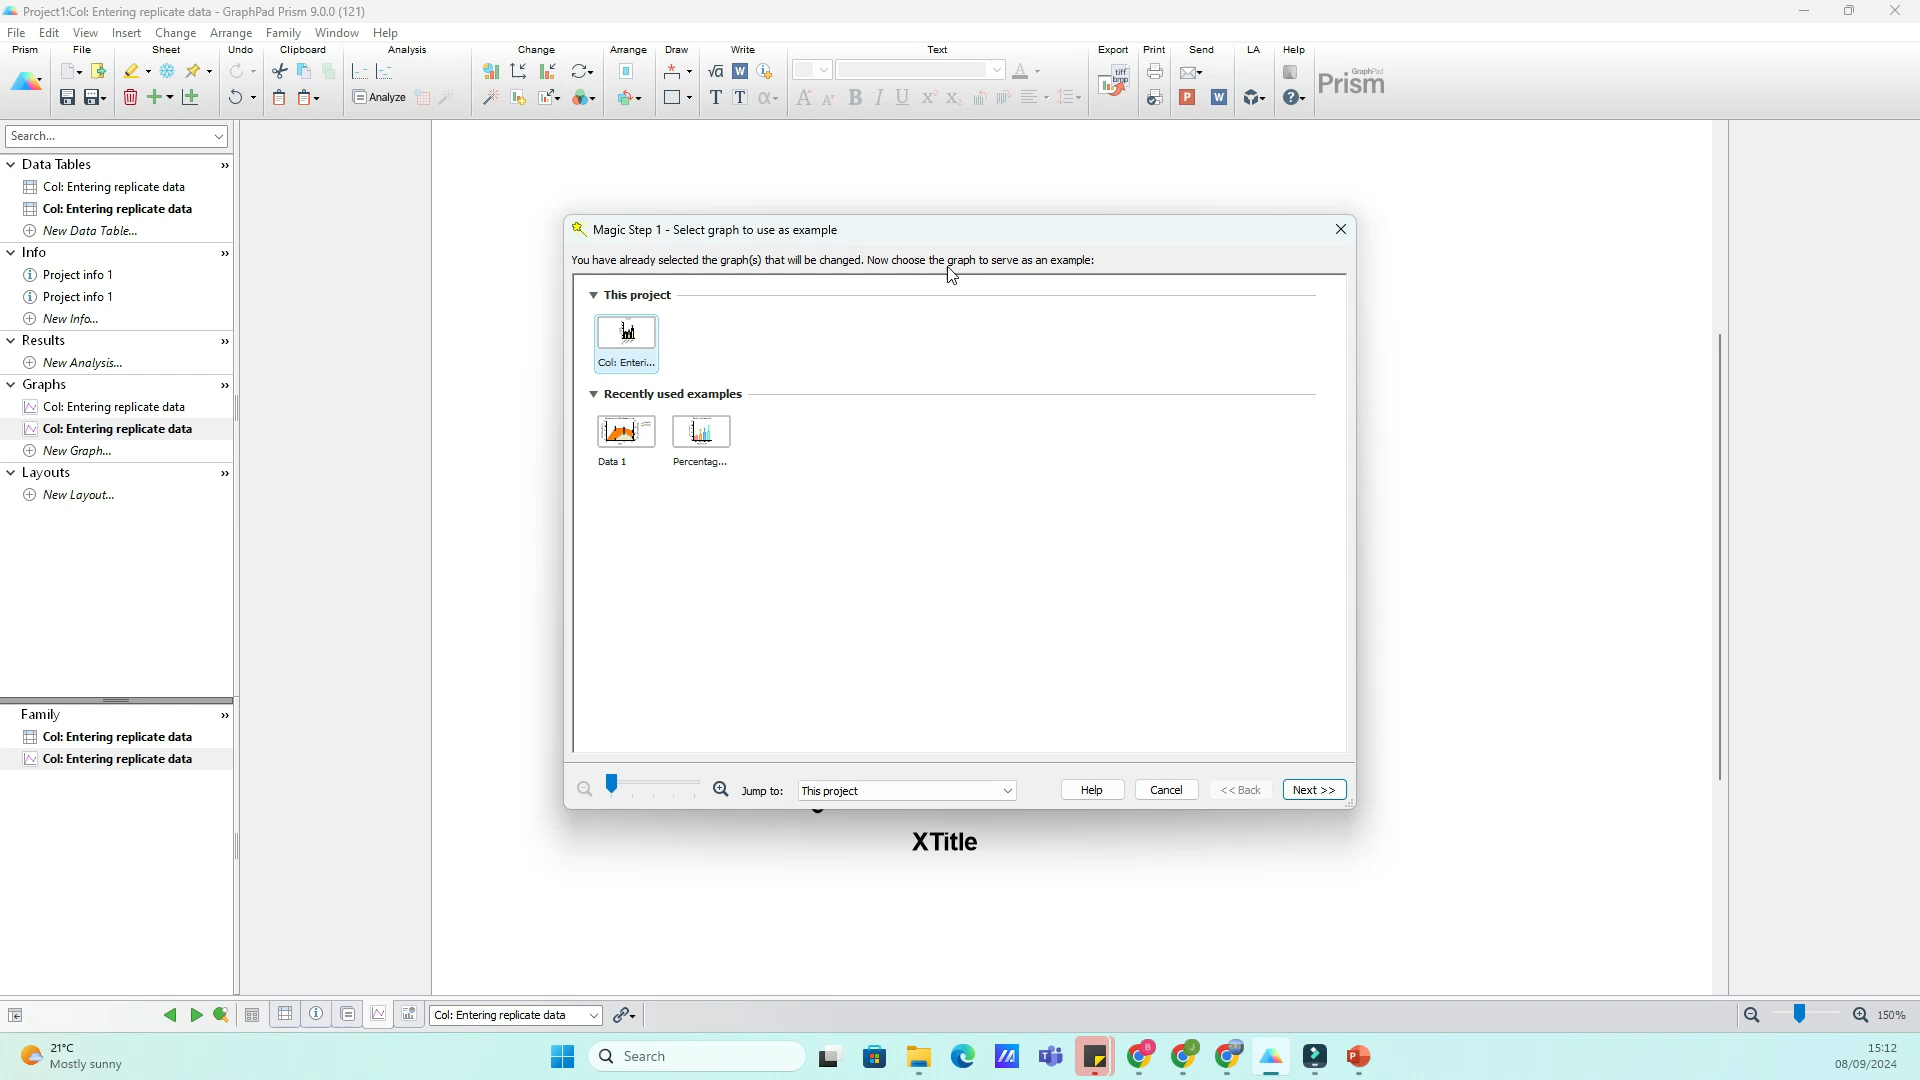 Project1:Col: Entering replicate data - GraphPad Prism 9.0.0 (121)
File Edit View Insert Change Arrange Family Window Help
Prism File Sheet Undo Clipboard Analysis Change Arrange Draw Write Text Export Print Send LA Help
Analyze
GraphPad
Prism
Search...
Data Tables
Col: Entering replicate data
Col: Entering replicate data
New Data Table...
Info
Project info 1
Project info 1
New Info...
Results
New Analysis...
Graphs
Col: Entering replicate data
Col: Entering replicate data
New Graph...
Layouts
New Layout...
Family
Col: Entering replicate data
Col: Entering replicate data
Magic Step 1 - Select graph to use as example
You have already selected the graph(s) that will be changed. Now choose the graph to serve as an example:
This project
Col: Enteri...
Recently used examples
Data 1
Percentag...
Jump to: This project Help Cancel << Back Next >>
XTitle
Col: Entering replicate data
150%
21°C
Mostly sunny
Search
15:12
08/09/2024